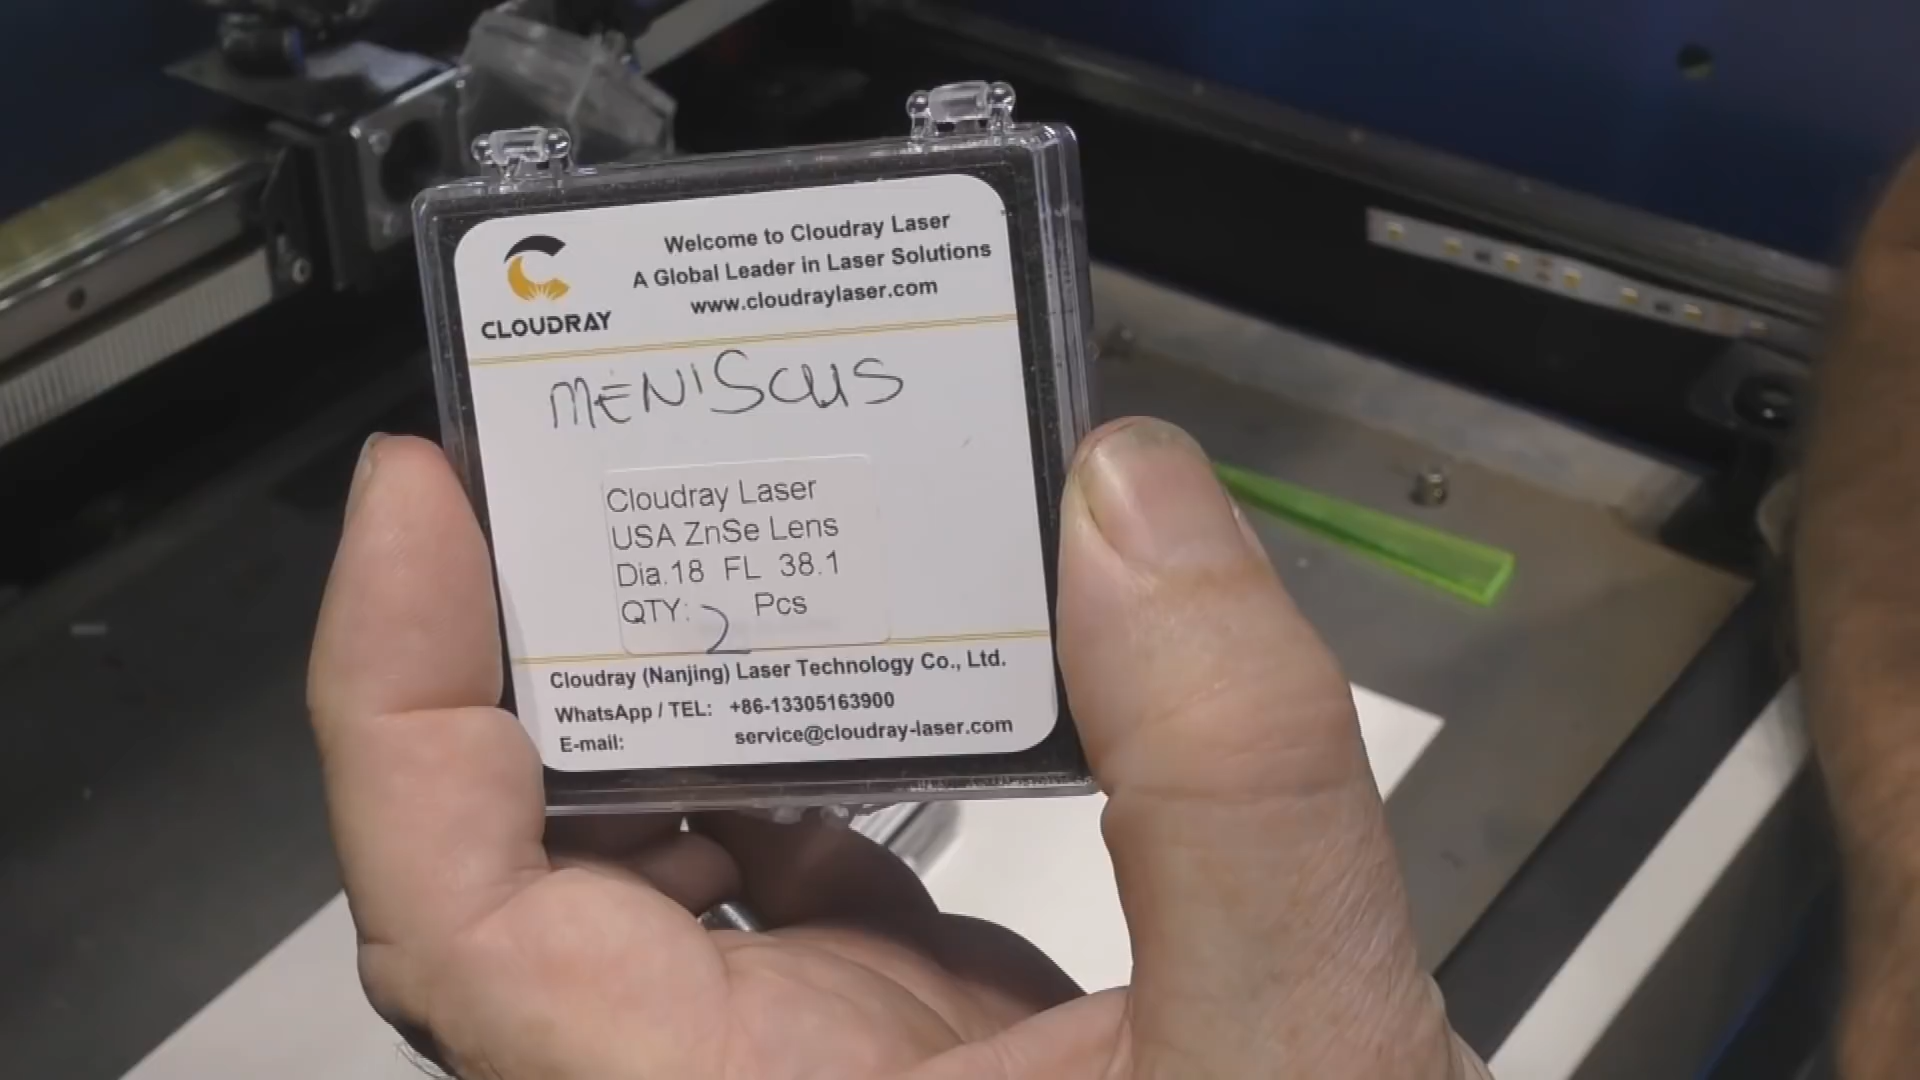 Welcome to Cloudray Laser
A Global Leader in Laser Solutions
www.cloudraylaser.com
CLOUDRAY
MENiScus
Cloudray Laser
USA ZnSe Lens
Dia.18 FL 38.1
QTY: 2 Pcs
Cloudray (Nanjing) Laser Technology Co., Ltd.
WhatsApp / TEL: +86-13305163900
E-mail: service@cloudray-laser.com